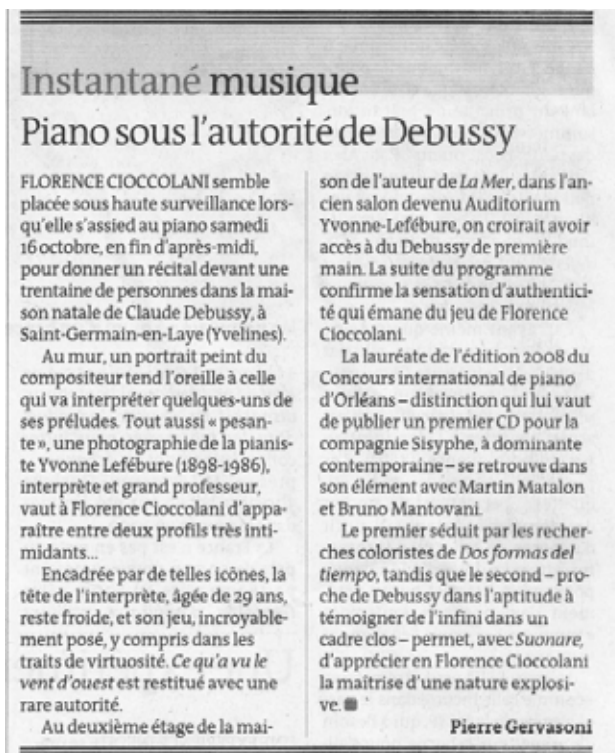 Instantané musique
Piano sous l'autorité de Debussy
FLORENCE CIOCCOLANI semble
placée sous haute surveillance lors-
qu'elle s'assied au piano samedi
16 octobre, en fin d'après-midi,
pour donner un récital devant une
trentaine de personnes dans la mai-
son natale de Claude Debussy, à
Saint-Germain-en-Laye (Yvelines).
Au mur, un portrait peint du
compositeur tend l'oreille à celle
qui va interpréter quelques-uns de
ses préludes. Tout aussi « pesan-
te », une photographie de la pianis-
te Yvonne Lefébure (1898-1986),
interprète et grand professeur,
vaut à Florence Cioccolani d'appa-
raître entre deux profils très inti-
midants...
Encadrée par de telles icônes, la
tête de l'interprète, âgée de 29 ans,
reste froide, et son jeu, incroyable-
ment posé, y compris dans les
traits de virtuosité. Ce qu'a vu le
vent d'ouest est restitué avec une
rare autorité.
Au deuxième étage de la mai-
son de l'auteur de La Mer, dans l'an-
cien salon devenu Auditorium
Yvonne-Lefébure, on croirait avoir
accès à du Debussy de première
main. La suite du programme
confirme la sensation d'authentici-
té qui émane du jeu de Florence
Cioccolani.
La lauréate de l'édition 2008 du
Concours international de piano
d'Orléans – distinction qui lui vaut
de publier un premier CD pour la
compagnie Sisyphe, à dominante
contemporaine – se retrouve dans
son élément avec Martin Matalon
et Bruno Mantovani.
Le premier séduit par les recher-
ches coloristes de Dos formas del
tiempo, tandis que le second – pro-
che de Debussy dans l'aptitude à
témoigner de l'infini dans un
cadre clos – permet, avec Suonare,
d'apprécier en Florence Cioccolani
la maîtrise d'une nature explosi-
ve. ■
Pierre Gervasoni